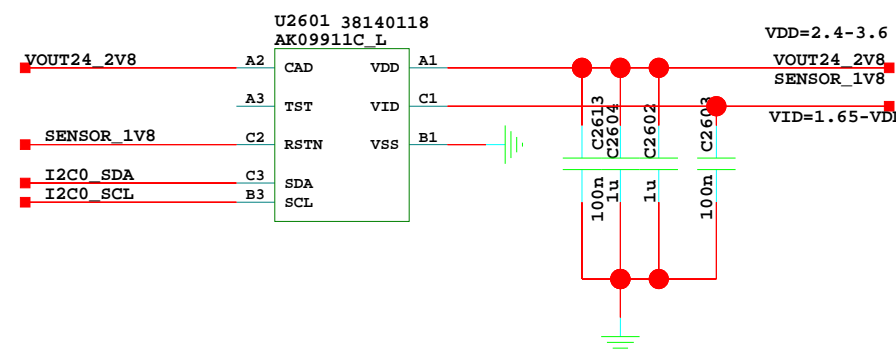 U2601 38140118
AK09911C_L
VDD=2.4-3.6
VOUT24_2V8
A2
CAD
VDD
A1
VOUT24_2V8
SENSOR_1V8
A3
TST
VID
C1
VID=1.65-VD
SENSOR_1V8
C2
RSTN
VSS
B1
I2C0_SDA
C3
SDA
I2C0_SCL
B3
SCL
C2613
C2604
C2602
C2603
100n
1u
1u
100n